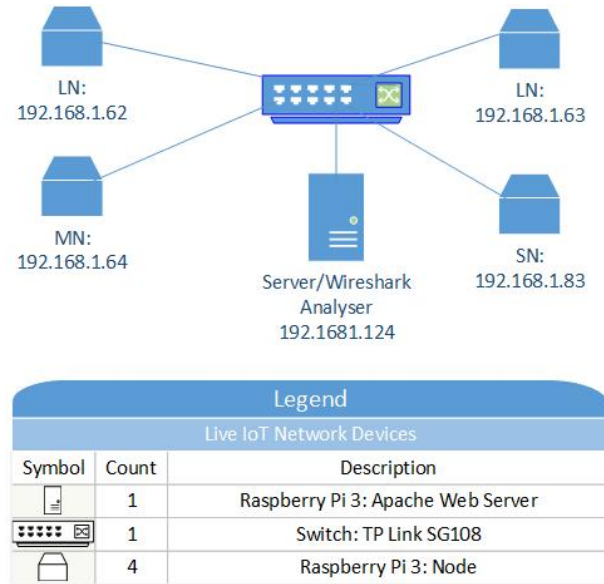 LN:
192.168.1.62
LN:
192.168.1.63
MN:
192.168.1.64
SN:
192.168.1.83
Server/Wireshark
Analyser
192.1681.124
Legend
Live IoT Network Devices
Symbol Count Description
1 Raspberry Pi 3: Apache Web Server
1 Switch: TP Link SG108
4 Raspberry Pi 3: Node